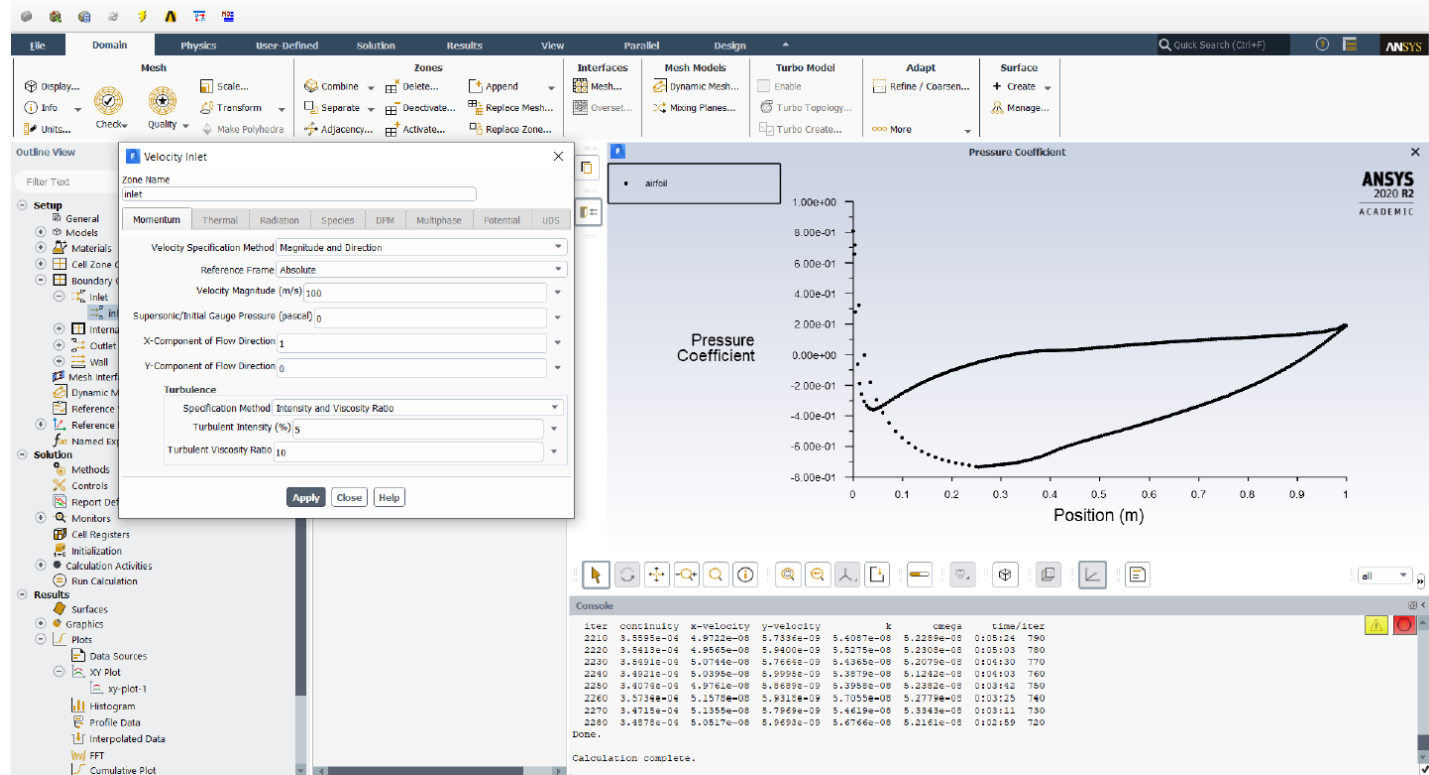 File Domain Physics User-Defined Solution Results View Parallel Design Quick Search (Ctrl+F) ANSYS
Mesh Zones Interfaces Mesh Models Turbo Model Adapt Surface
Display... Scale... Combine Delete... Append Mesh... Dynamic Mesh... Enable Refine / Coarsen... + Create
Info Check Quality Transform Separate Deactivate... Replace Mesh... Overset... Mixing Planes... Turbo Topology... Manage...
Units... Make Polyhedra Adjacency... Activate... Replace Zone... Turbo Create... More
Outline View
Filter Text
Setup
General
Models
Materials
Cell Zone
Boundary
Inlet
Interna
Outlet
Wall
Mesh Interf
Dynamic M
Reference
Reference
Named Exp
Solution
Methods
Controls
Report Def
Monitors
Cell Registers
Initialization
Calculation Activities
Run Calculation
Results
Surfaces
Graphics
Plots
Data Sources
XY Plot
xy-plot-1
Histogram
Profile Data
Interpolated Data
FFT
Cumulative Plot
Velocity Inlet
Zone Name
inlet
Momentum Thermal Radiation Species DPM Multiphase Potential UDS
Velocity Specification Method Magnitude and Direction
Reference Frame Absolute
Velocity Magnitude (m/s) 100
Supersonic/Initial Gauge Pressure (pascal) 0
X-Component of Flow Direction 1
Y-Component of Flow Direction 0
Turbulence
Specification Method Intensity and Viscosity Ratio
Turbulent Intensity (%) 5
Turbulent Viscosity Ratio 10
Apply Close Help
Pressure Coefficient
airfoil
ANSYS
2020 R2
ACADEMIC
1.00e+00
8.00e-01
6.00e-01
4.00e-01
2.00e-01
0.00e+00
-2.00e-01
-4.00e-01
-6.00e-01
-8.00e-01
Pressure
Coefficient
0 0.1 0.2 0.3 0.4 0.5 0.6 0.7 0.8 0.9 1
Position (m)
all
Console
iter continuity x-velocity y-velocity k omega time/iter
2210 3.5595e-04 4.9722e-08 5.7336e-09 5.4087e-08 5.2289e-08 0:05:24 790
2220 3.5413e-04 4.9565e-08 5.9400e-09 5.5275e-08 5.2308e-08 0:05:03 780
2230 3.5491e-04 5.0744e-08 5.7664e-09 5.4365e-08 5.2079e-08 0:04:30 770
2240 3.4921e-04 5.0395e-08 5.9998e-09 5.3879e-08 5.1242e-08 0:04:03 760
2250 3.4074e-04 4.9761e-08 5.8689e-09 5.3958e-08 5.2382e-08 0:03:42 750
2260 3.5734e-04 5.1578e-08 5.9318e-09 5.7055e-08 5.2779e-08 0:03:25 740
2270 3.4715e-04 5.1355e-08 5.7969e-09 5.4619e-08 5.3343e-08 0:03:11 730
2280 3.4878e-04 5.0517e-08 5.9693e-09 5.6766e-08 5.2161e-08 0:02:59 720
Done.
Calculation complete.